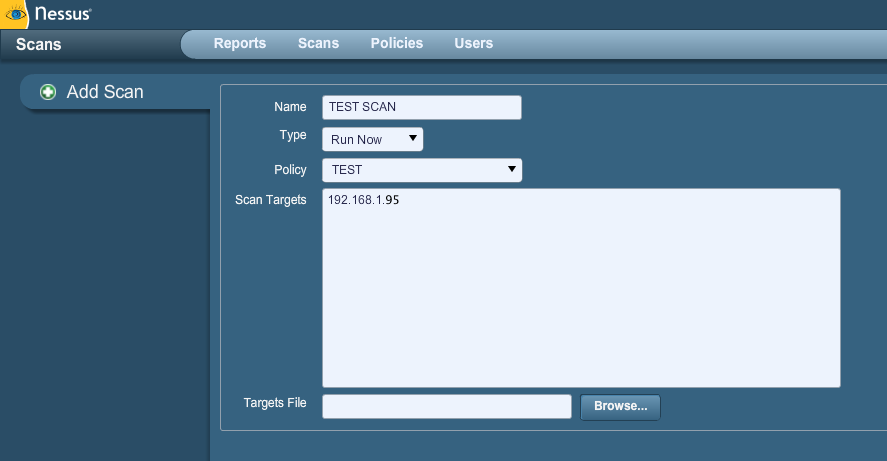 Nessus®
Scans
Reports Scans Policies Users
Add Scan
Name TEST SCAN
Type Run Now
Policy TEST
Scan Targets 192.168.1.95
Targets File Browse...